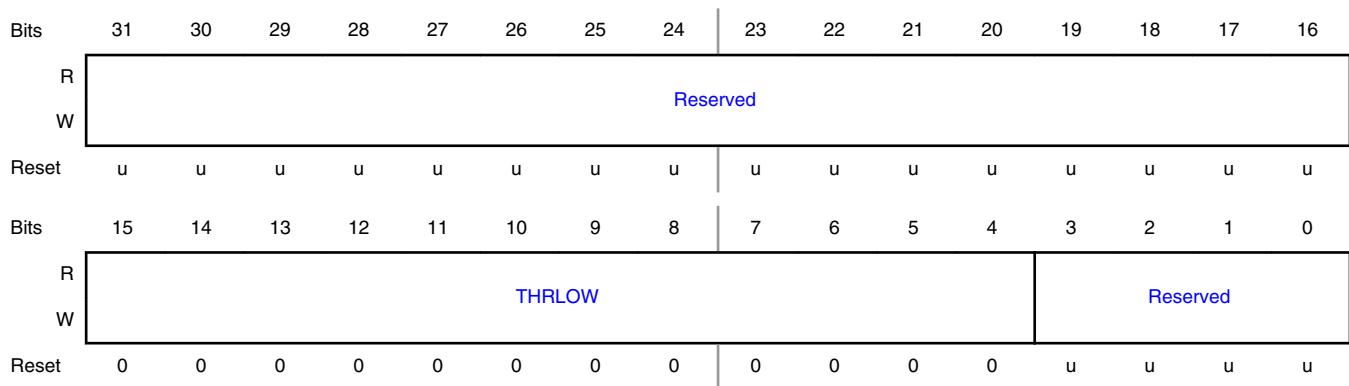 Bits 31 30 29 28 27 26 25 24 23 22 21 20 19 18 17 16
R
Reserved
W
Reset u u u u u u u u u u u u u u u u
Bits 15 14 13 12 11 10 9 8 7 6 5 4 3 2 1 0
R
THRLOW Reserved
W
Reset 0 0 0 0 0 0 0 0 0 0 0 0 u u u u